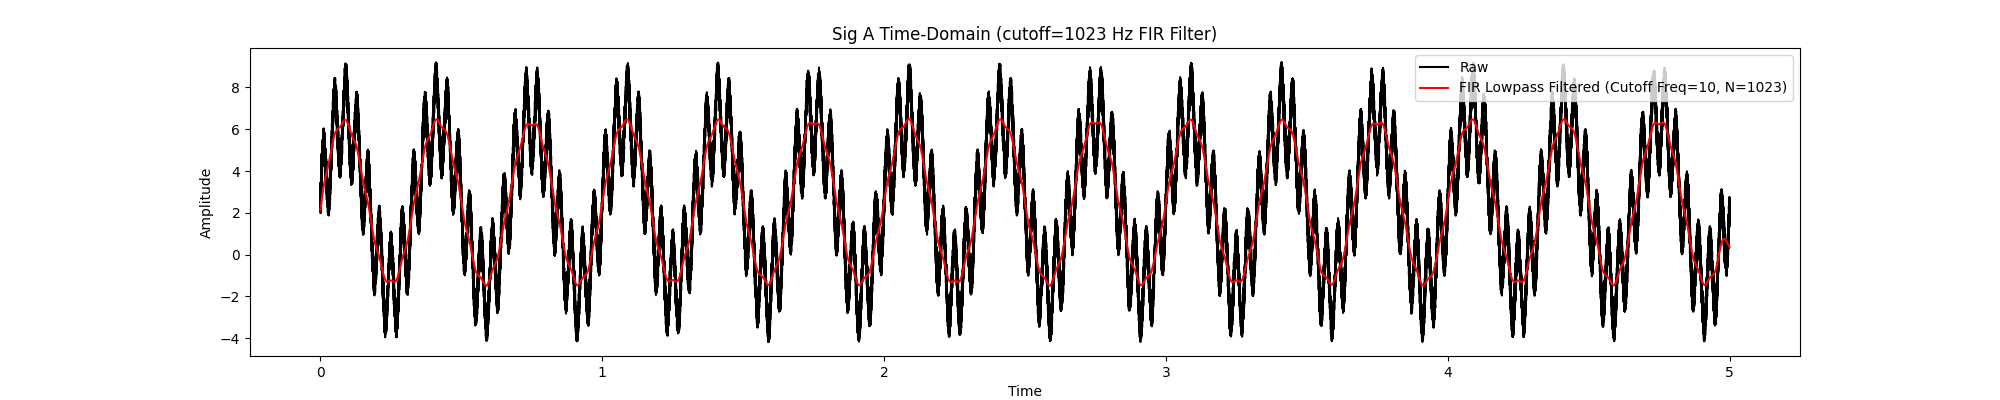 Sig A Time-Domain (cutoff=1023 Hz FIR Filter)
Raw
FIR Lowpass Filtered (Cutoff Freq=10, N=1023)
Amplitude
8
6
4
2
0
−2
−4
0 1 2 3 4 5
Time